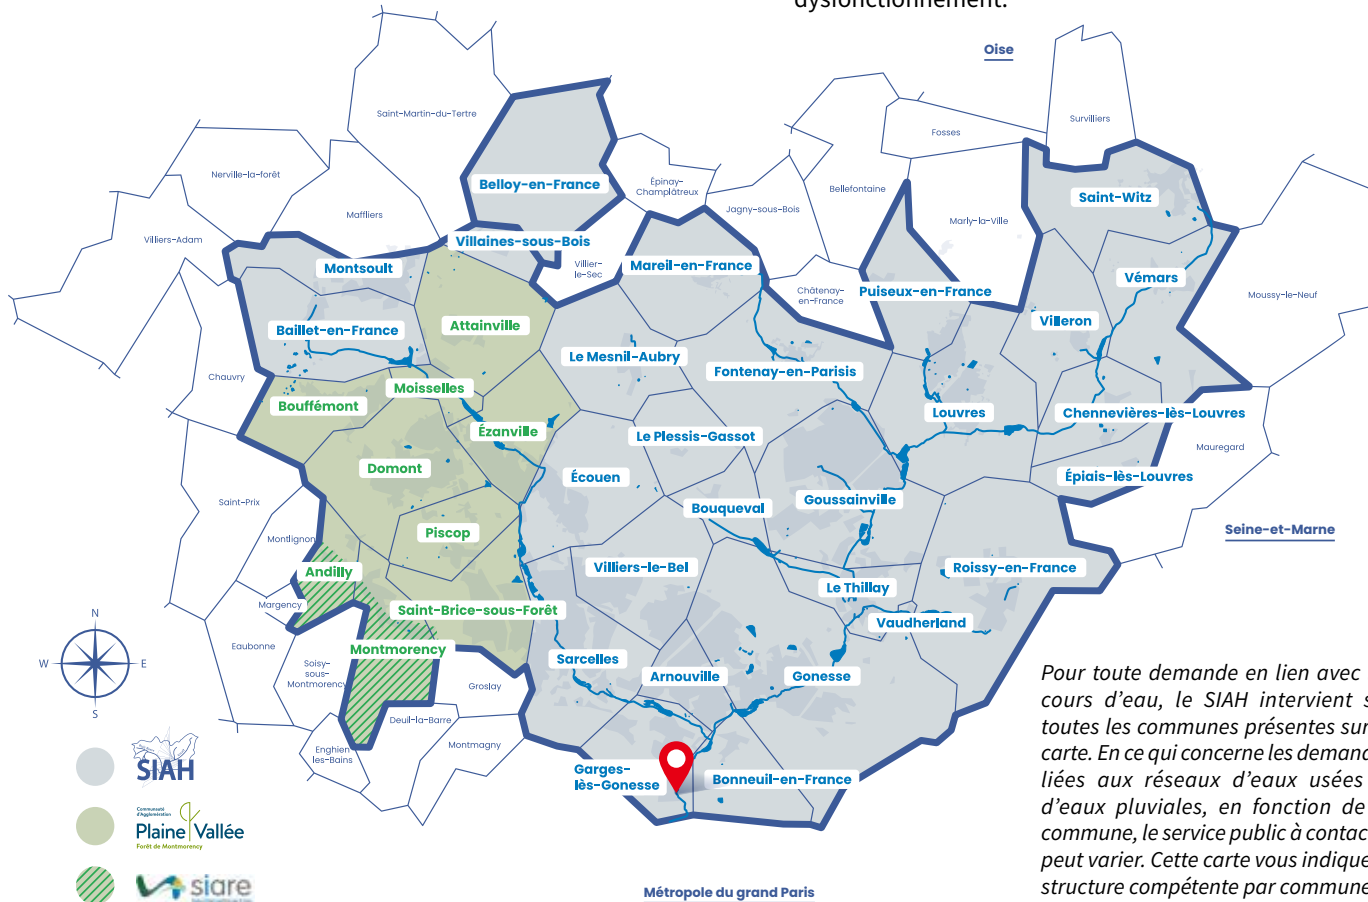 dysfonctionnement.
Oise
Survilliers
Saint-Martin-du-Tertre
Fosses
Nerville-la-forêt
Belloy-en-France
Épinay-
Champlâtreux
Bellefontaine
Saint-Witz
Jagny-sous-Bois
Maffliers
Marly-la-Ville
Villiers-Adam
Villaines-sous-Bois
Montsoult
Villier-
le-Sec
Mareil-en-France
Châtenay-
en-France
Puiseux-en-France
Vémars
Moussy-le-Neuf
Baillet-en-France
Attainville
Villeron
Le Mesnil-Aubry
Chauvry
Fontenay-en-Parisis
Moisselles
Bouffémont
Louvres
Chennevières-lès-Louvres
Ézanville
Le Plessis-Gassot
Mauregard
Domont
Écouen
Épiais-lès-Louvres
Saint-Prix
Goussainville
Bouqueval
Piscop
Seine-et-Marne
Montlignon
Andilly
Villiers-le-Bel
Roissy-en-France
Le Thillay
Margency
Saint-Brice-sous-Forêt
Vaudherland
N
W
E
S
Eaubonne
Montmorency
Soisy-
sous-
Montmorency
Sarcelles
Arnouville
Gonesse
Groslay
Deuil-la-Barre
Montmagny
Enghien
les-Bains
Garges-
lès-Gonesse
Bonneuil-en-France
SIAH
Communauté
d'Agglomération
Plaine Vallée
Forêt de Montmorency
siare
Métropole du grand Paris
Pour toute demande en lien avec
cours d'eau, le SIAH intervient s
toutes les communes présentes sur
carte. En ce qui concerne les demand
liées aux réseaux d'eaux usées
d'eaux pluviales, en fonction de
commune, le service public à contac
peut varier. Cette carte vous indique
structure compétente par commune